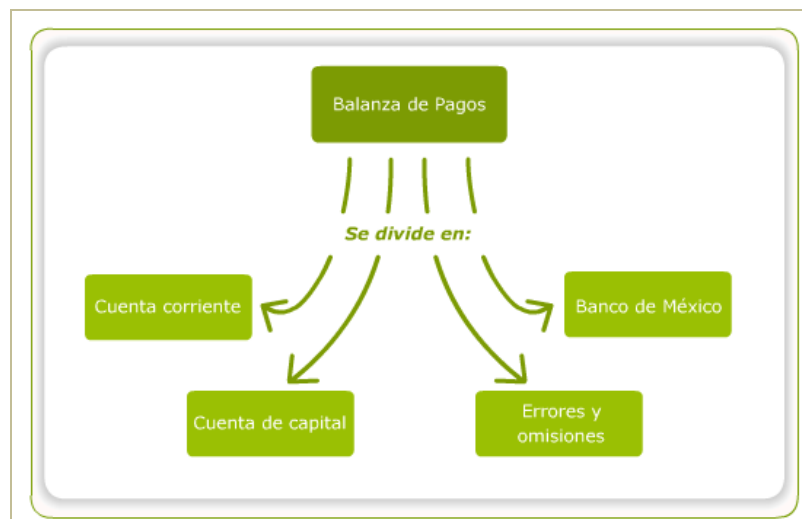 Balanza de Pagos
Se divide en:
Cuenta corriente
Banco de México
Cuenta de capital
Errores y
omisiones